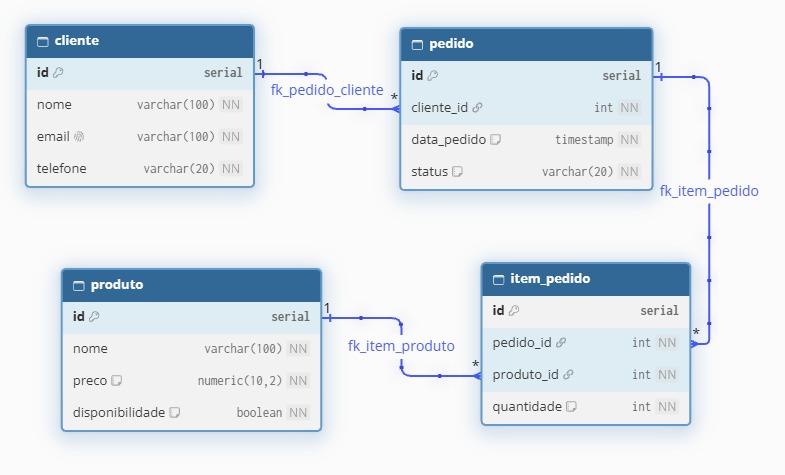 cliente
id serial
nome varchar(100) NN
email varchar(100) NN
telefone varchar(20) NN
1
fk_pedido_cliente
*
pedido
id serial
cliente_id int NN
data_pedido timestamp NN
status varchar(20) NN
1
fk_item_pedido
*
produto
id serial
nome varchar(100) NN
preco numeric(10,2) NN
disponibilidade boolean NN
1
fk_item_produto
*
item_pedido
id serial
pedido_id int NN
produto_id int NN
quantidade int NN